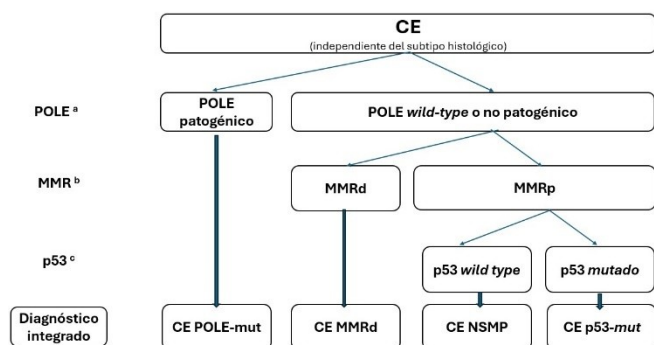 CE
(independiente del subtipo histológico)
POLE a
POLE
patogénico
POLE wild-type o no patogénico
MMR b
MMRd
MMRp
p53 c
p53 wild type
p53 mutado
Diagnóstico
integrado
CE POLE-mut
CE MMRd
CE NSMP
CE p53-mut